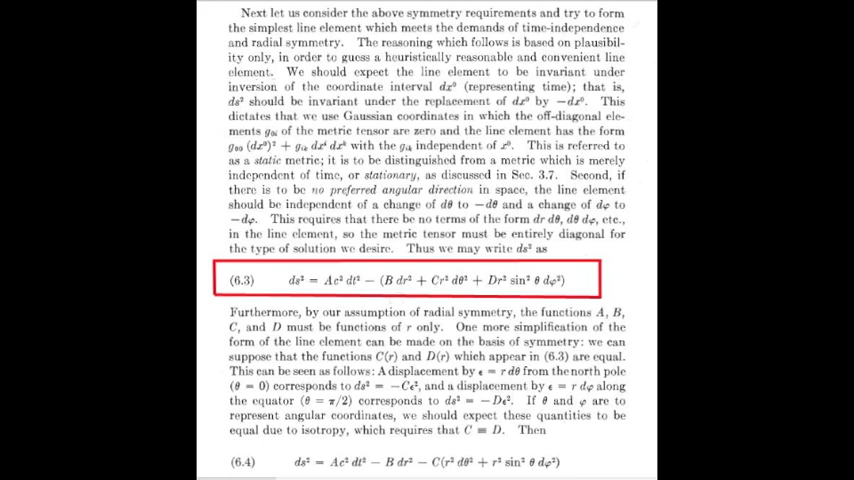 Next let us consider the above symmetry requirements and try to form
the simplest line element which meets the demands of time-independence
and radial symmetry. The reasoning which follows is based on plausibil-
ity only, in order to guess a heuristically reasonable and convenient line
element. We should expect the line element to be invariant under
inversion of the coordinate interval dx⁰ (representing time); that is,
ds² should be invariant under the replacement of dx⁰ by −dx⁰. This
dictates that we use Gaussian coordinates in which the off-diagonal ele-
ments g₀ᵢ of the metric tensor are zero and the line element has the form
g₀₀ (dx⁰)² + gᵢₖ dxⁱ dxᵏ with the gᵢₖ independent of x⁰. This is referred to
as a static metric; it is to be distinguished from a metric which is merely
independent of time, or stationary, as discussed in Sec. 3.7. Second, if
there is to be no preferred angular direction in space, the line element
should be independent of a change of dθ to −dθ and a change of dφ to
−dφ. This requires that there be no terms of the form dr dθ, dθ dφ, etc.,
in the line element, so the metric tensor must be entirely diagonal for
the type of solution we desire. Thus we may write ds² as
(6.3) ds² = Ac² dt² − (B dr² + Cr² dθ² + Dr² sin² θ dφ²)
Furthermore, by our assumption of radial symmetry, the functions A, B,
C, and D must be functions of r only. One more simplification of the
form of the line element can be made on the basis of symmetry: we can
suppose that the functions C(r) and D(r) which appear in (6.3) are equal.
This can be seen as follows: A displacement by ϵ = r dθ from the north pole
(θ = 0) corresponds to ds² = −Cϵ², and a displacement by ϵ = r dφ along
the equator (θ = π/2) corresponds to ds² = −Dϵ². If θ and φ are to
represent angular coordinates, we should expect these quantities to be
equal due to isotropy, which requires that C ≡ D. Then
(6.4) ds² = Ac² dt² − B dr² − C(r² dθ² + r² sin² θ dφ²)